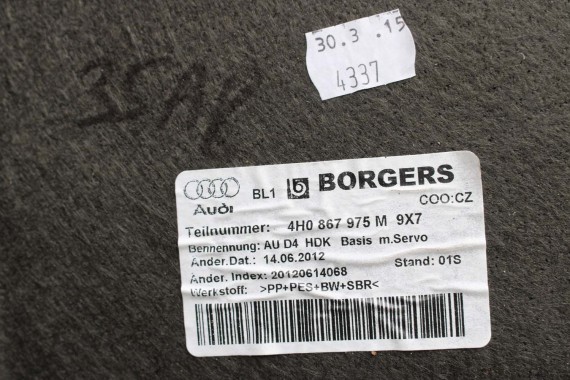 30.3 .15
4337
Audi BL1 BORGERS
COO:CZ
Teilnummer: 4H0 867 975 M 9X7
Bennennung: AU D4 HDK Basis m.Servo
Änder.Dat.: 14.06.2012 Stand: 01S
Änder. Index: 20120614068
Werkstoff: >PP+PES+BW+SBR<